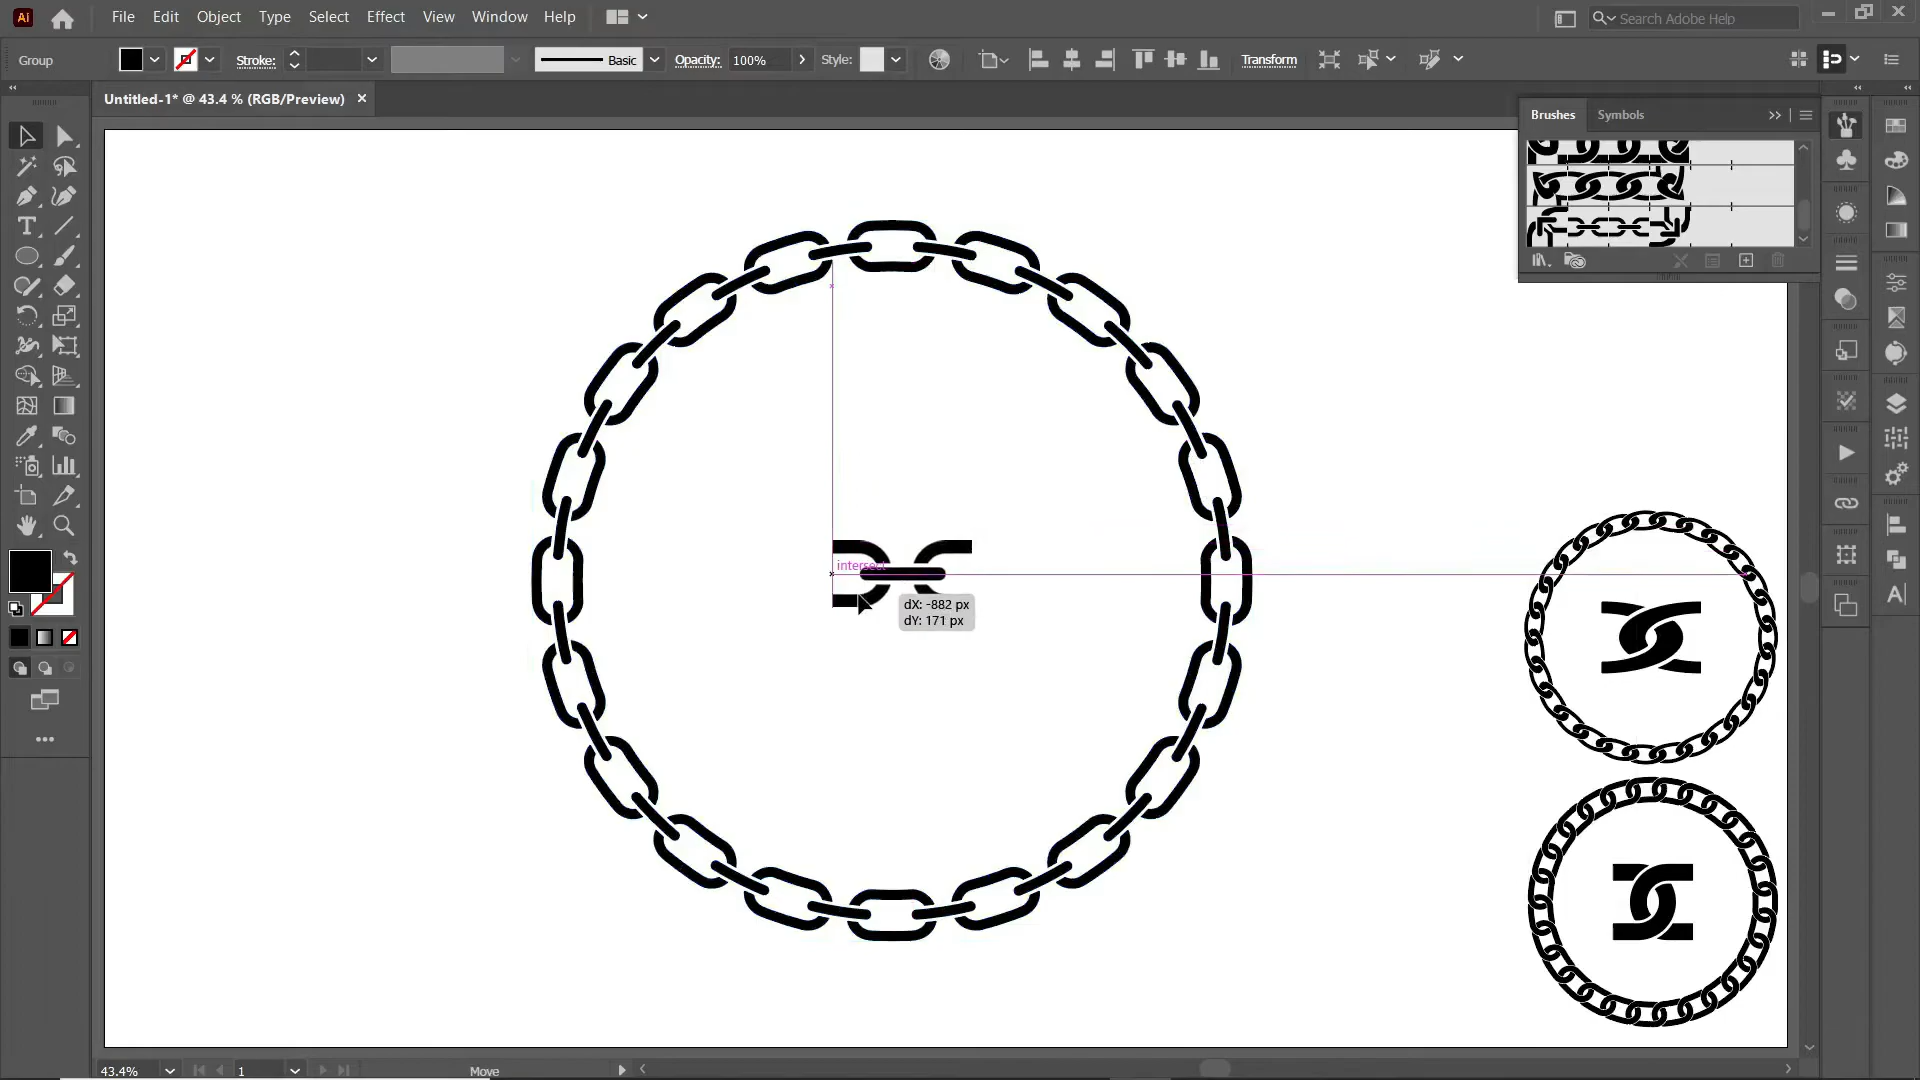 Ai File Edit Object Type Select Effect View Window Help Search Adobe Help
Group Stroke: Basic Opacity: 100% Style: Transform
Untitled-1* @ 43.4 % (RGB/Preview)
Brushes Symbols
intersect
dX: -882 px
dY: 171 px
43.4% 1 Move